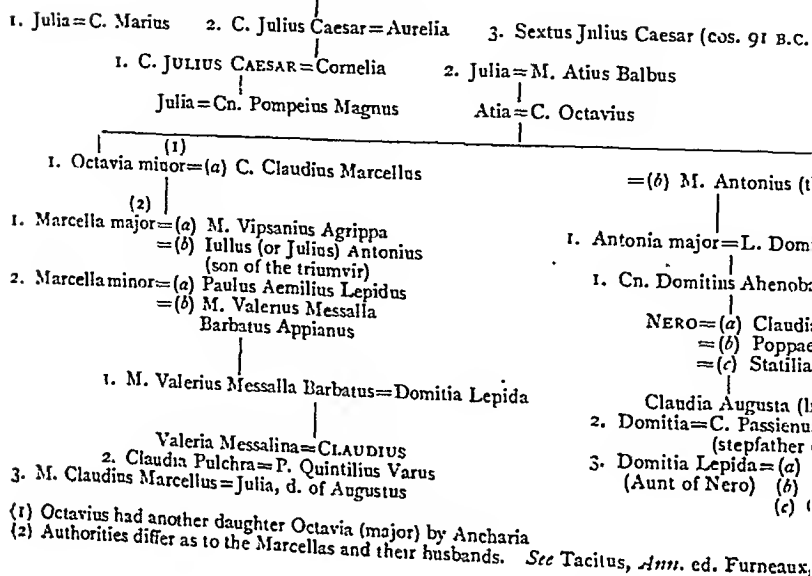 1. Julia=C. Marius 2. C. Julius Caesar=Aurelia 3. Sextus Julius Caesar (cos. 91 B.C.
1. C. JULIUS CAESAR=Cornelia 2. Julia=M. Atius Balbus
Julia=Cn. Pompeius Magnus Atia=C. Octavius
(1)
1. Octavia minor=(a) C. Claudius Marcellus =(b) M. Antonius (t
(2)
1. Marcella major=(a) M. Vipsanius Agrippa
=(b) Iullus (or Julius) Antonius
(son of the triumvir)
2. Marcella minor=(a) Paulus Aemilius Lepidus
=(b) M. Valerius Messalla
Barbatus Appianus
1. M. Valerius Messalla Barbatus=Domitia Lepida
Valeria Messalina=CLAUDIUS
2. Claudia Pulchra=P. Quintilius Varus
3. M. Claudius Marcellus=Julia, d. of Augustus
1. Antonia major=L. Dom
1. Cn. Domitius Ahenoba
NERO=(a) Claudia
=(b) Poppae
=(c) Statilia
Claudia Augusta (
2. Domitia=C. Passienu
(stepfather
3. Domitia Lepida=(a)
(Aunt of Nero) (b)
(c)
(1) Octavius had another daughter Octavia (major) by Ancharia
(2) Authorities differ as to the Marcellas and their husbands. See Tacitus, Ann. ed. Furneaux,